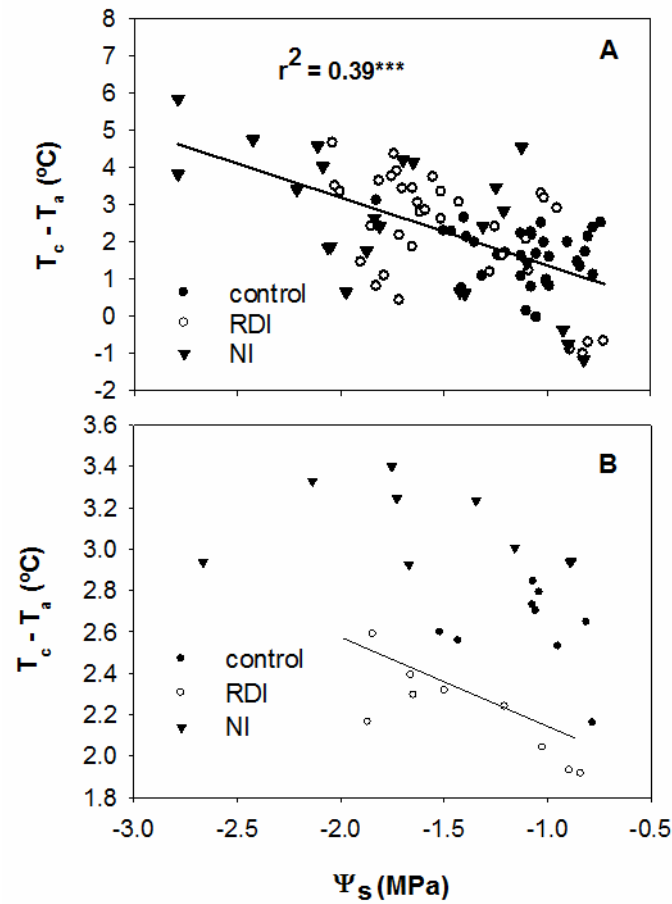 8
A
7
r² = 0.39***
6
5
4
3
2
1
0
-1
-2
Tc - Ta (ºC)
control
RDI
NI
3.6
B
3.4
3.2
3.0
2.8
2.6
2.4
2.2
2.0
1.8
Tc - Ta (ºC)
control
RDI
NI
-3.0 -2.5 -2.0 -1.5 -1.0 -0.5
Ψs (MPa)